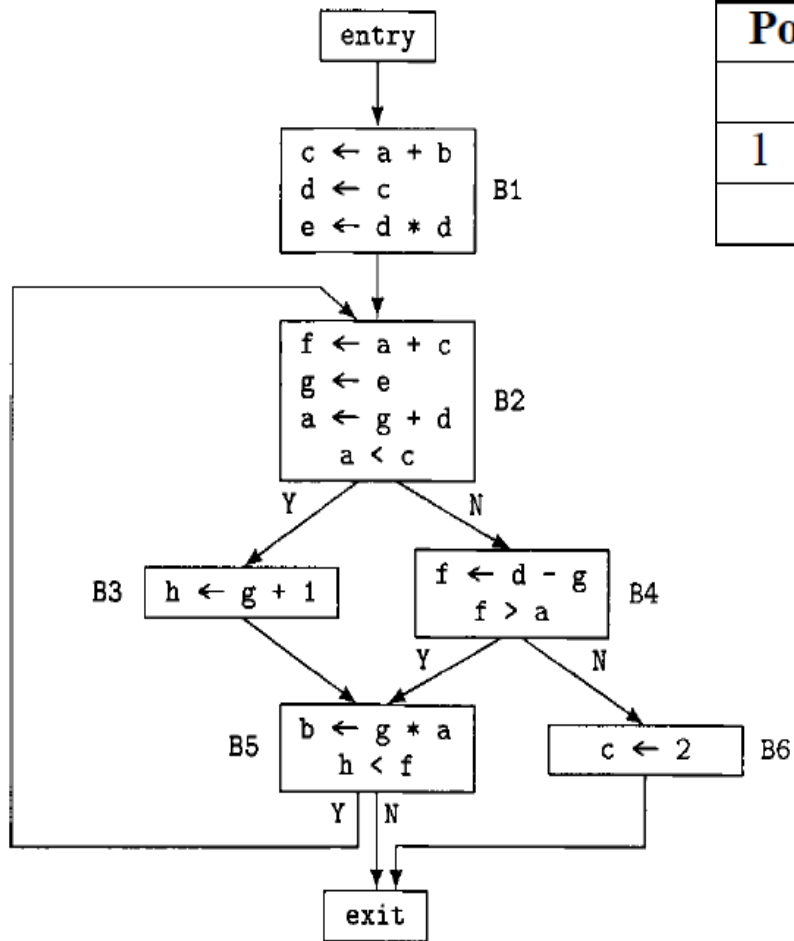 entry
c ← a + b
d ← c
e ← d * d
B1
f ← a + c
g ← e
a ← g + d
a < c
B2
Y
N
B3
h ← g + 1
f ← d - g
f > a
B4
Y
N
B5
b ← g * a
h < f
c ← 2
B6
Y
N
exit
1